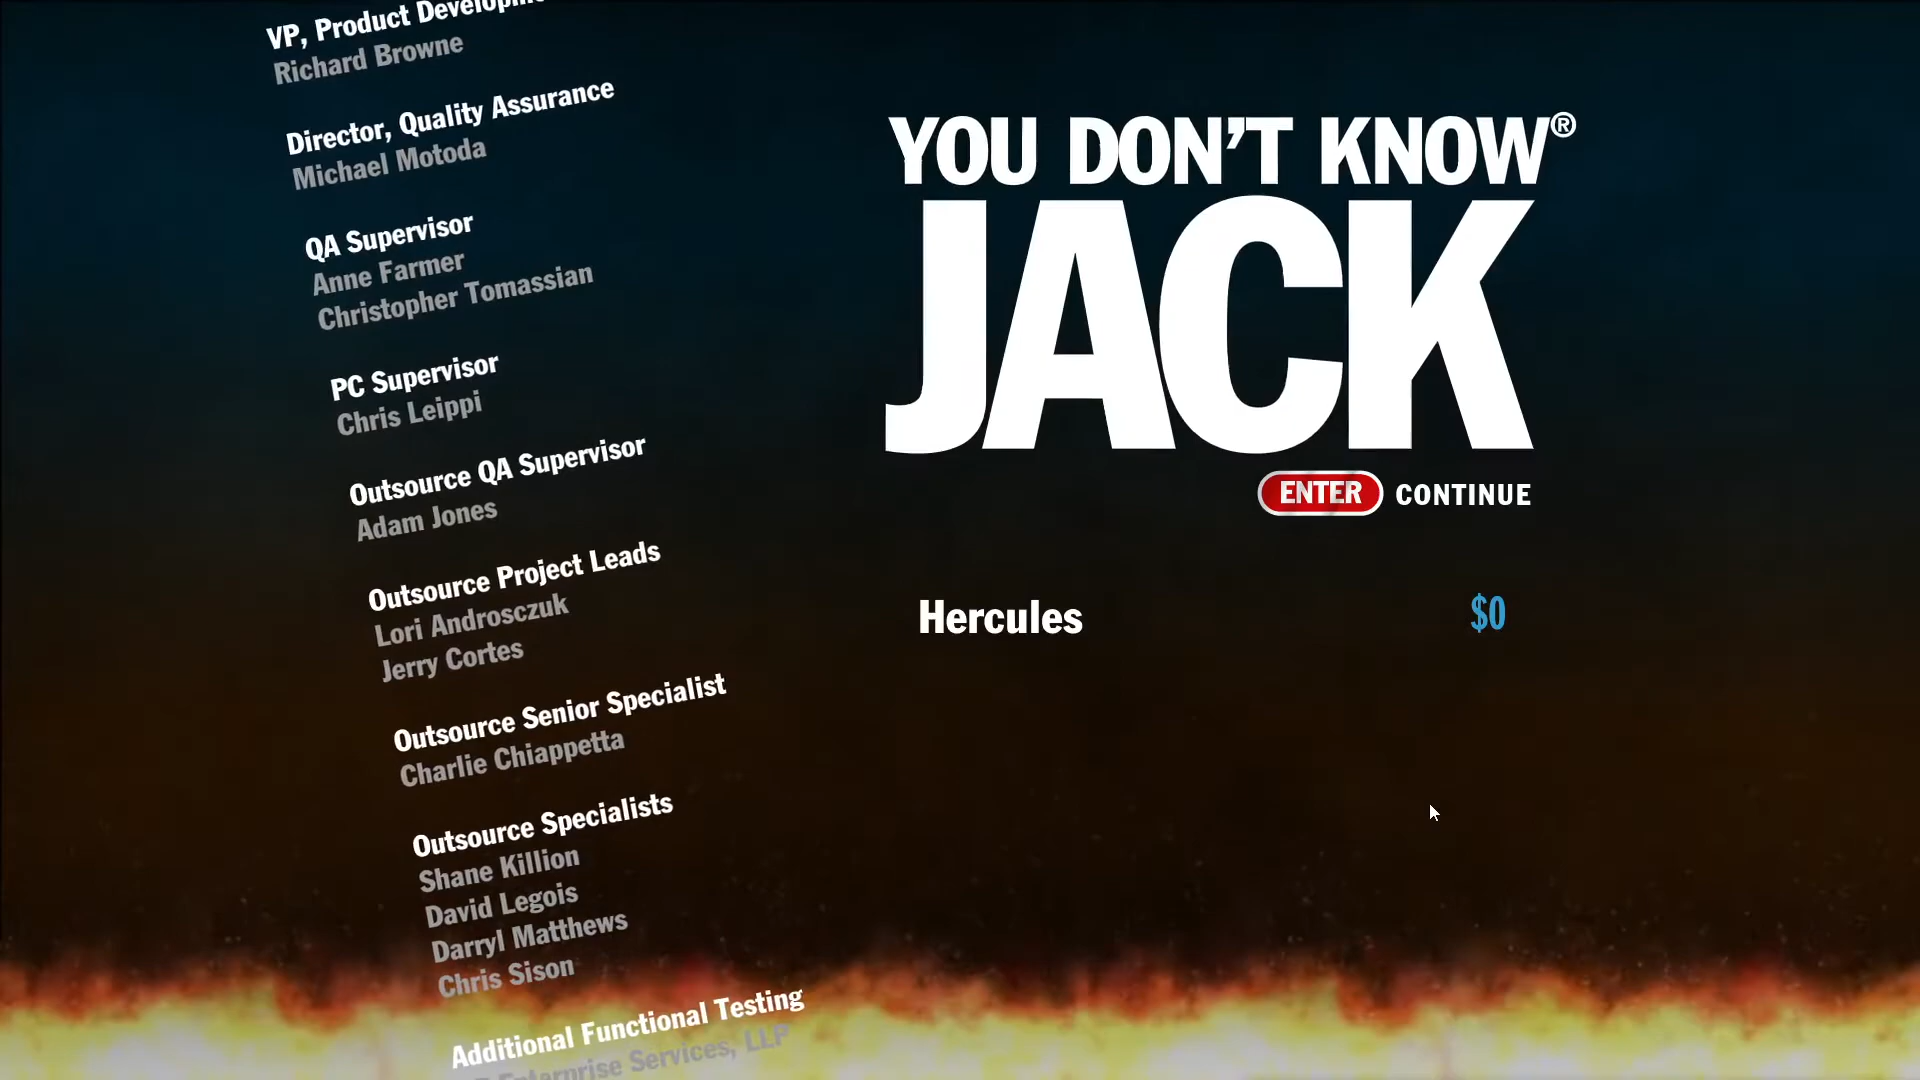 VP, Product
Richard Browne
Director, Quality Assurance
Michael Motoda
QA Supervisor
Anne Farmer
Christopher Tomassian
PC Supervisor
Chris Leippi
Outsource QA Supervisor
Adam Jones
Outsource Project Leads
Lori Androsczuk
Jerry Cortes
Outsource Senior Specialist
Charlie Chiappetta
Outsource Specialists
Shane Killion
David Legois
Darryl Matthews
Chris Sison
Additional Functional Testing
Enterprise Services, LLP
YOU DON'T KNOW®
JACK
ENTER CONTINUE
Hercules $0